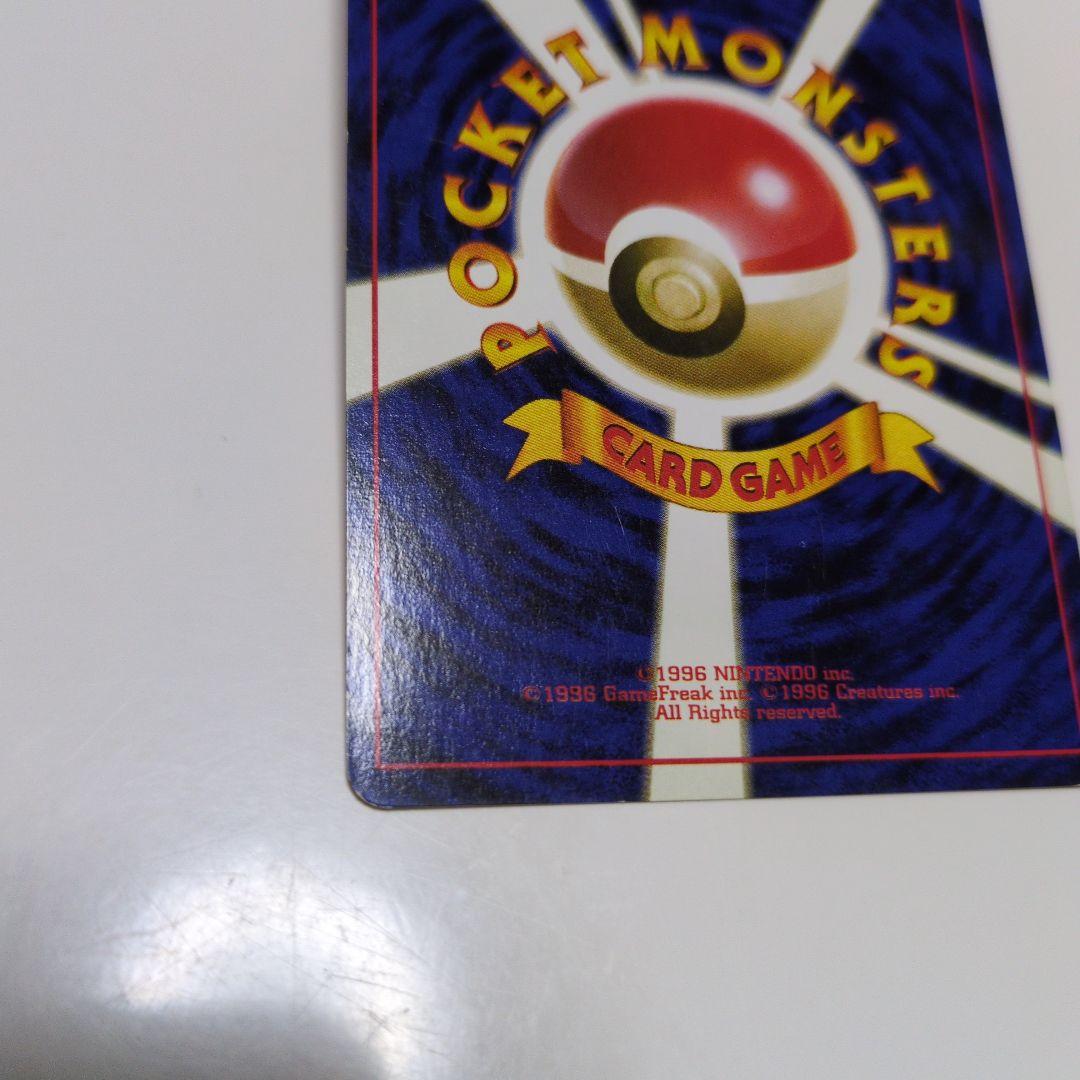 POCKET MONSTERS
CARD GAME
©1996 NINTENDO inc.
©1996 GameFreak inc. ©1996 Creatures inc.
All Rights reserved.